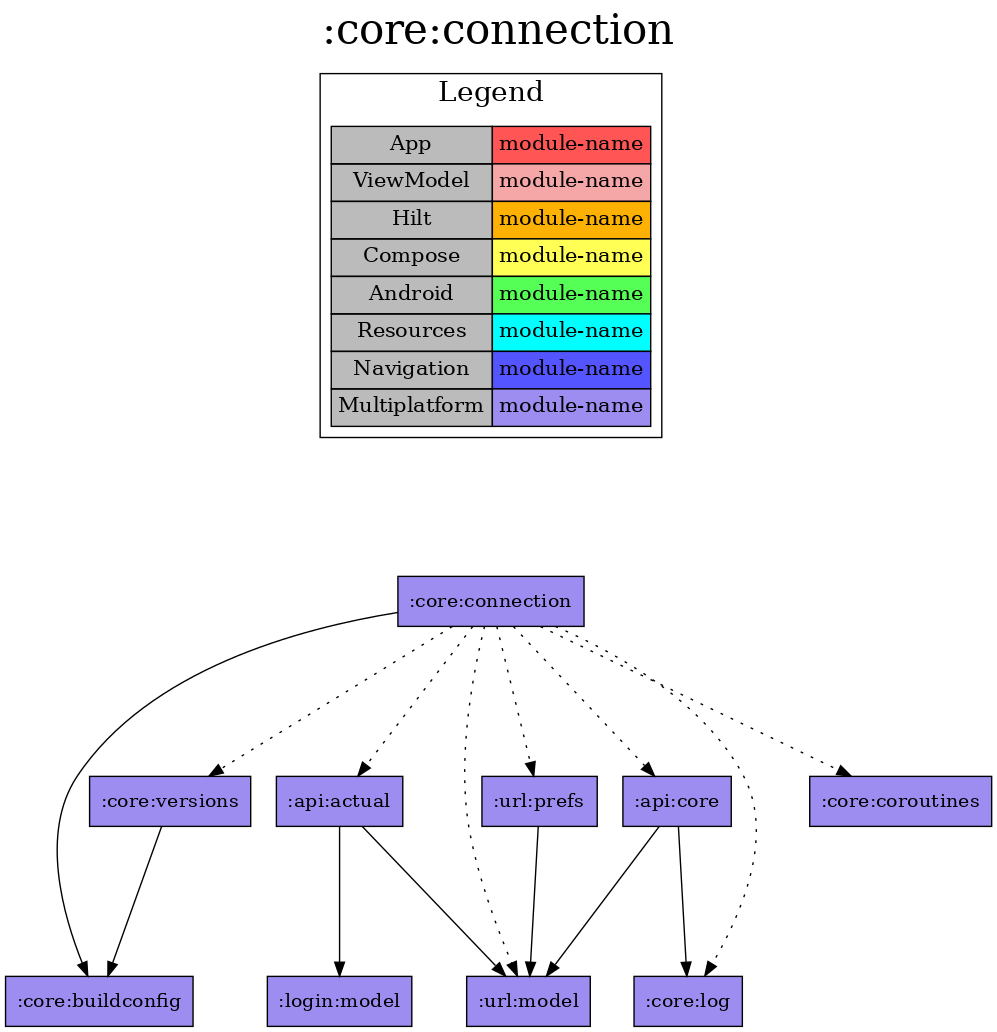 :core:connection
Legend
App module-name
ViewModel module-name
Hilt module-name
Compose module-name
Android module-name
Resources module-name
Navigation module-name
Multiplatform module-name
:core:connection
:core:versions :api:actual :url:prefs :api:core :core:coroutines
:core:buildconfig :login:model :url:model :core:log